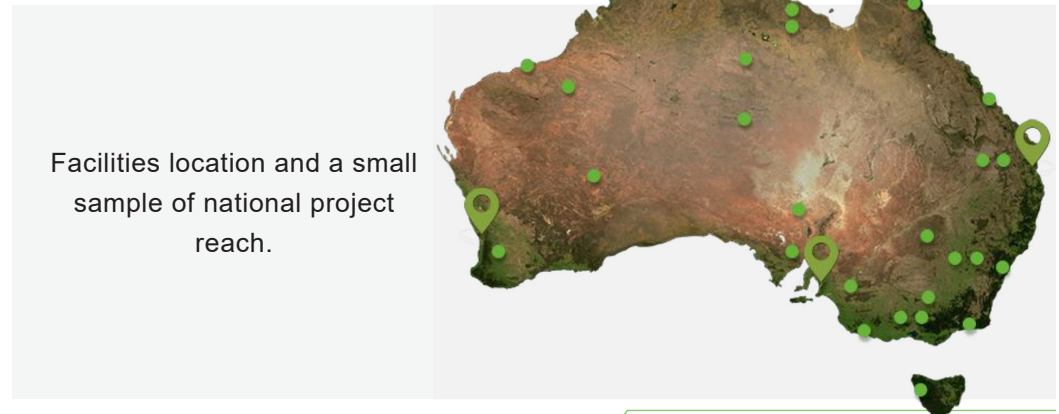 Facilities location and a small
sample of national project
reach.